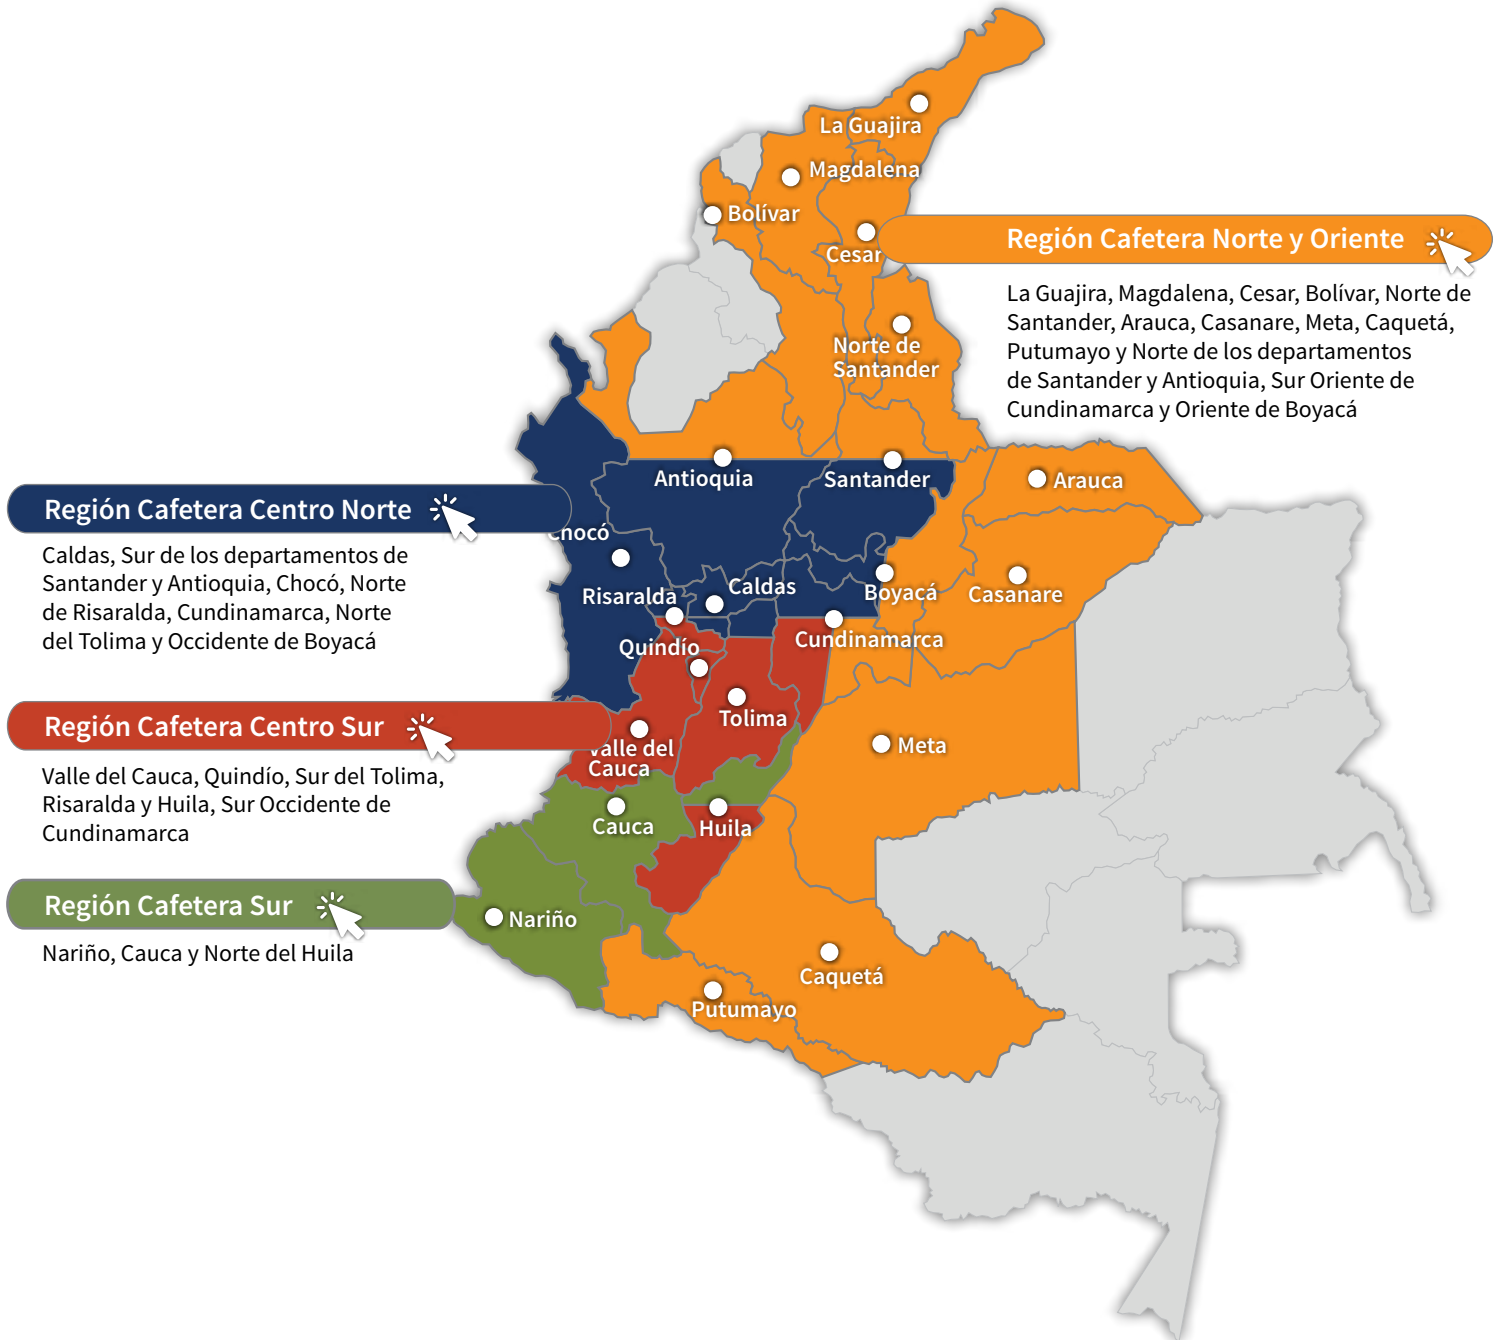 La Guajira
Magdalena
Bolívar
Cesar
Región Cafetera Norte y Oriente
La Guajira, Magdalena, Cesar, Bolívar, Norte de
Santander, Arauca, Casanare, Meta, Caquetá,
Putumayo y Norte de los departamentos
de Santander y Antioquia, Sur Oriente de
Cundinamarca y Oriente de Boyacá
Norte de
Santander
Antioquia
Santander
Arauca
Región Cafetera Centro Norte
Caldas, Sur de los departamentos de
Santander y Antioquia, Chocó, Norte
de Risaralda, Cundinamarca, Norte
del Tolima y Occidente de Boyacá
Chocó
Risaralda
Caldas
Boyacá
Casanare
Quindío
Cundinamarca
Región Cafetera Centro Sur
Valle del Cauca, Quindío, Sur del Tolima,
Risaralda y Huila, Sur Occidente de
Cundinamarca
Tolima
Valle del
Cauca
Meta
Cauca
Huila
Región Cafetera Sur
Nariño, Cauca y Norte del Huila
Nariño
Caquetá
Putumayo